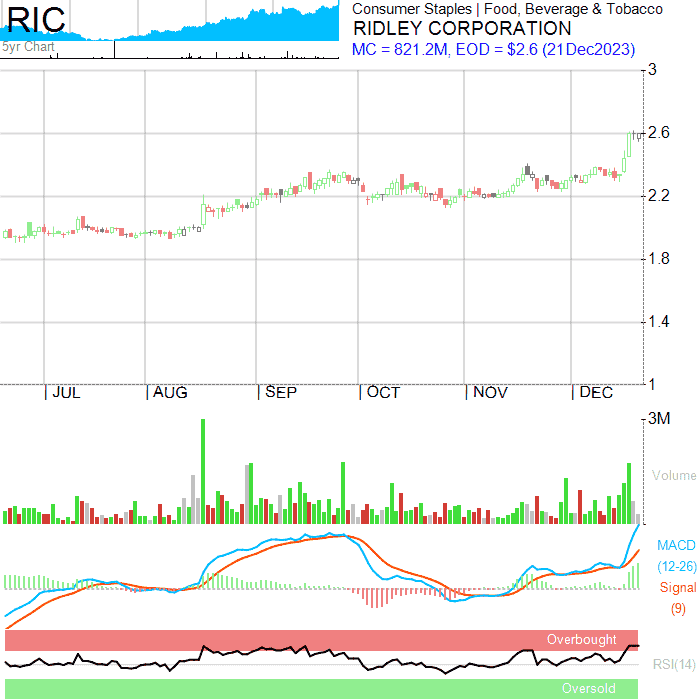 RIC
5yr Chart
Consumer Staples | Food, Beverage & Tobacco
RIDLEY CORPORATION
MC = 821.2M, EOD = $2.6 (21Dec2023)
3
2.6
2.2
1.8
1.4
1
JUL AUG SEP OCT NOV DEC
3M
Volume
MACD
(12-26)
Signal
(9)
Overbought
RSI(14)
Oversold